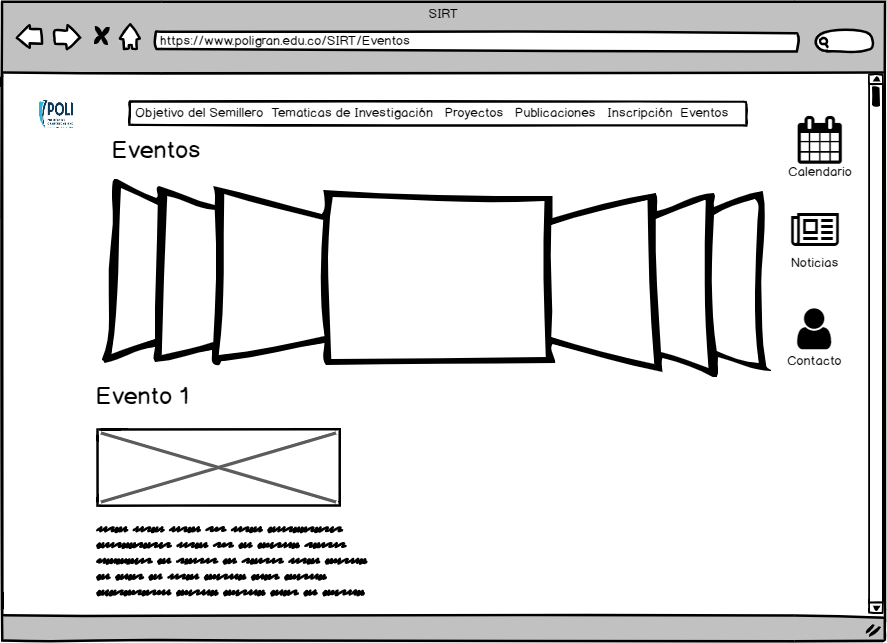 SIRT
https://www.poligran.edu.co/SIRT/Eventos
POLI
Objetivo del Semillero Tematicas de Investigación Proyectos Publicaciones Inscripción Eventos
Eventos
Calendario
Noticias
Contacto
Evento 1